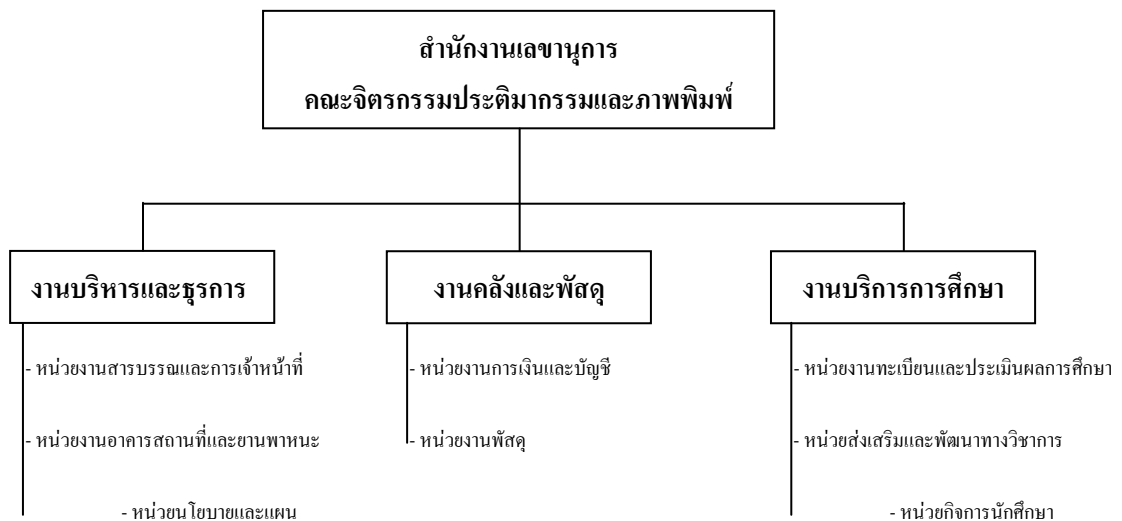 สำนักงานเลขานุการ
คณะจิตรกรรมประติมากรรมและภาพพิมพ์
งานบริหารและธุรการ
- หน่วยงานสารบรรณและการเจ้าหน้าที่
- หน่วยงานอาคารสถานที่และยานพาหนะ
- หน่วยนโยบายและแผน
งานคลังและพัสดุ
- หน่วยงานการเงินและบัญชี
- หน่วยงานพัสดุ
งานบริการการศึกษา
- หน่วยงานทะเบียนและประเมินผลการศึกษา
- หน่วยส่งเสริมและพัฒนาทางวิชาการ
- หน่วยกิจการนักศึกษา